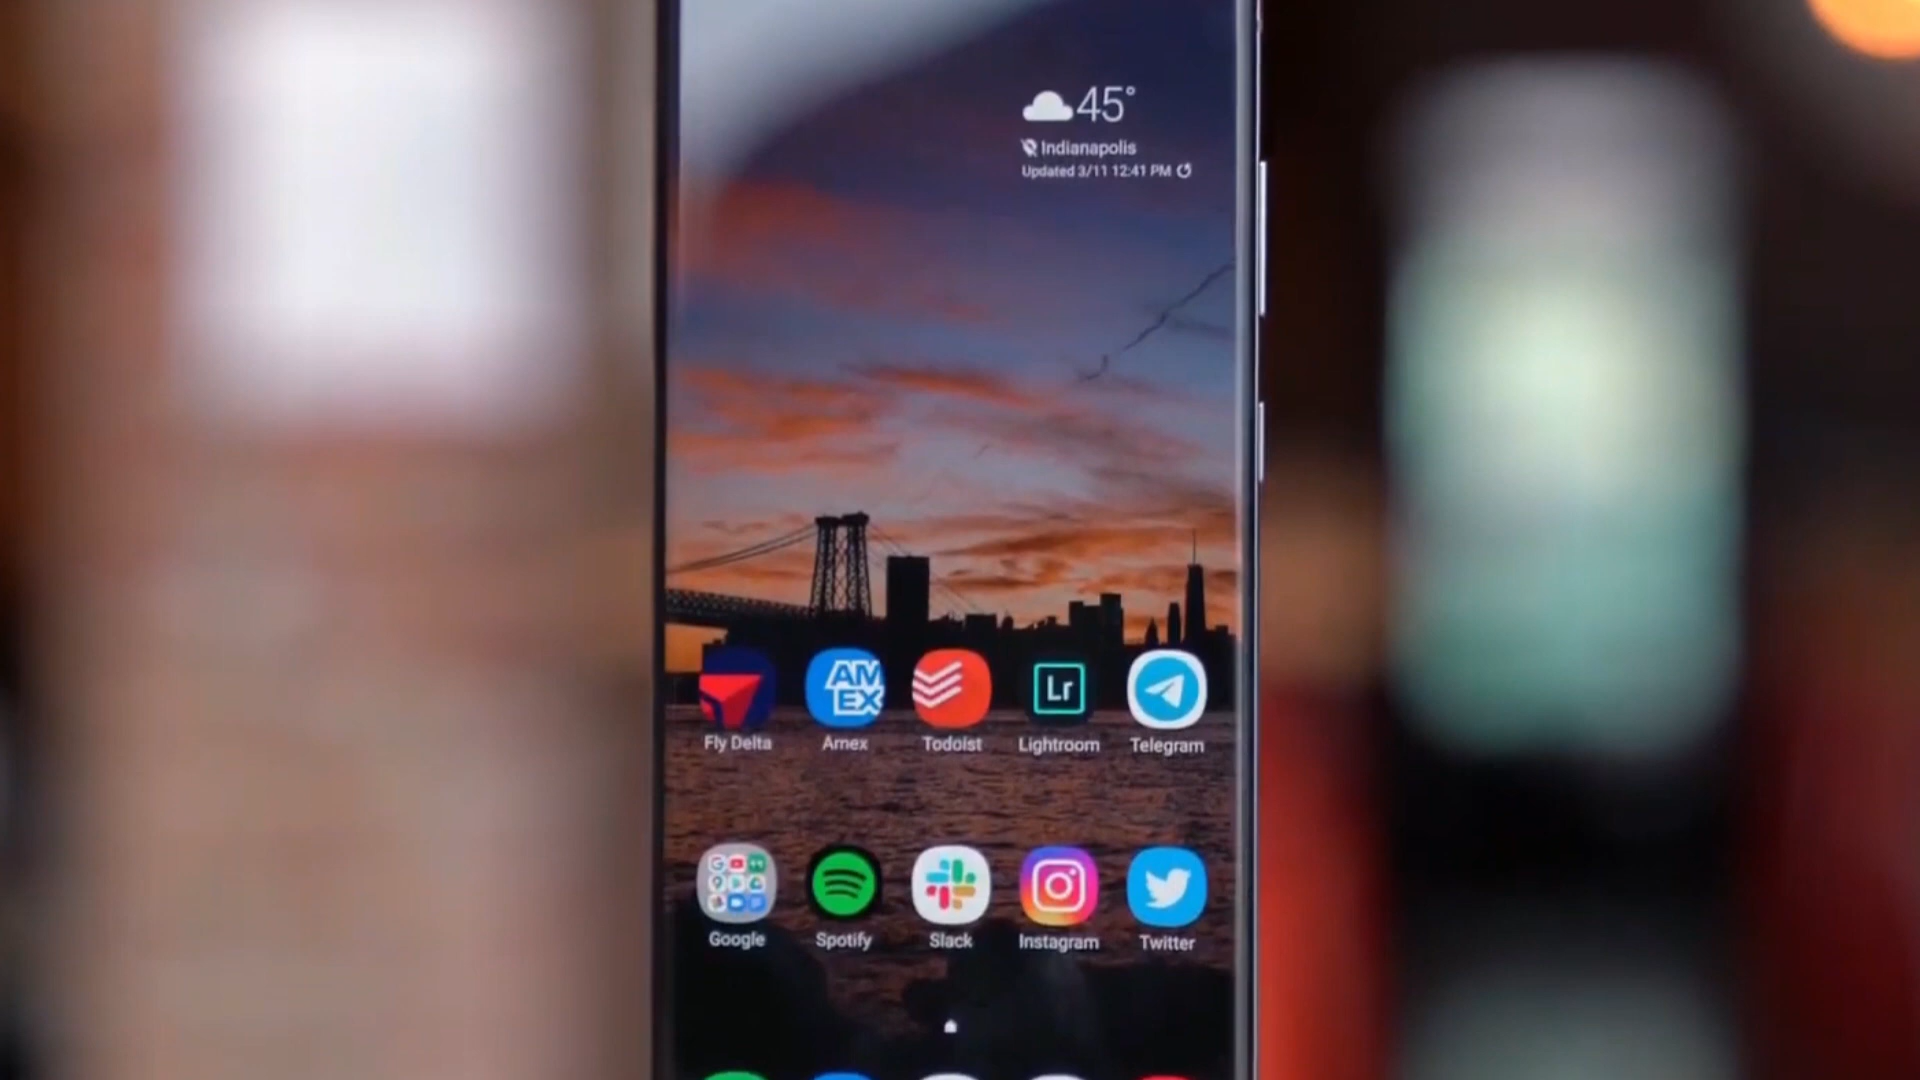 45°
Indianapolis
Updated 3/11 12:41 PM
AM
EX
Lr
Fly Delta
Amex
Todoist
Lightroom
Telegram
Google
Spotify
Slack
Instagram
Twitter